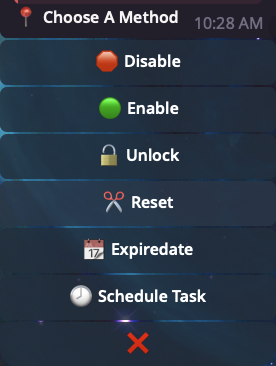 📍 Choose A Method 10:28 AM
🛑 Disable
🟢 Enable
🔒 Unlock
✂️ Reset
📅 Expiredate
🕗 Schedule Task
❌